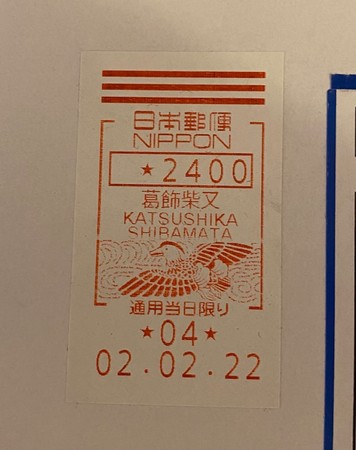 日本郵便
NIPPON
★2400
葛飾柴又
KATSUSHIKA
SHIBAMATA
通用当日限り
★04★
02.02.22